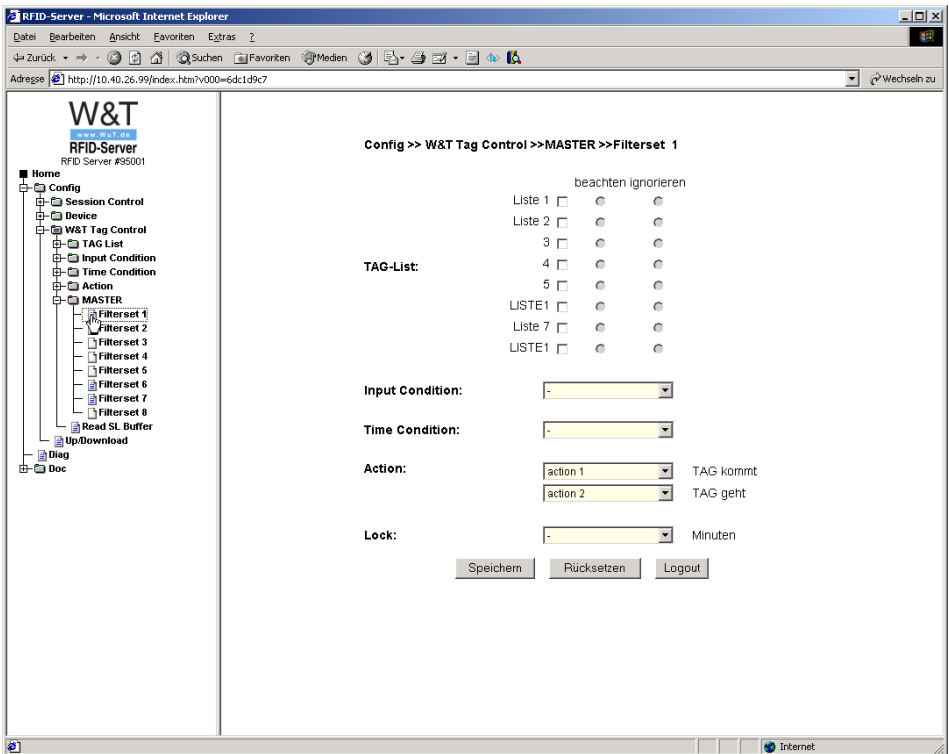 RFID-Server - Microsoft Internet Explorer
Datei Bearbeiten Ansicht Favoriten Extras ?
Zurück Suchen Favoriten Medien
Adresse http://10.40.26.99/index.htm?v000=6dc1d9c7 Wechseln zu
W&T
www.WuT.de
RFID-Server
RFID Server #95001
Home
Config
Session Control
Device
W&T Tag Control
TAG List
Input Condition
Time Condition
Action
MASTER
Filterset 1
Filterset 2
Filterset 3
Filterset 4
Filterset 5
Filterset 6
Filterset 7
Filterset 8
Read SL Buffer
Up/Download
Diag
Doc
Config >> W&T Tag Control >>MASTER >>Filterset 1
beachten ignorieren
Liste 1
Liste 2
3
TAG-List: 4
5
LISTE1
Liste 7
LISTE1
Input Condition: -
Time Condition: -
Action: action 1 TAG kommt
action 2 TAG geht
Lock: - Minuten
Speichern Rücksetzen Logout
Internet